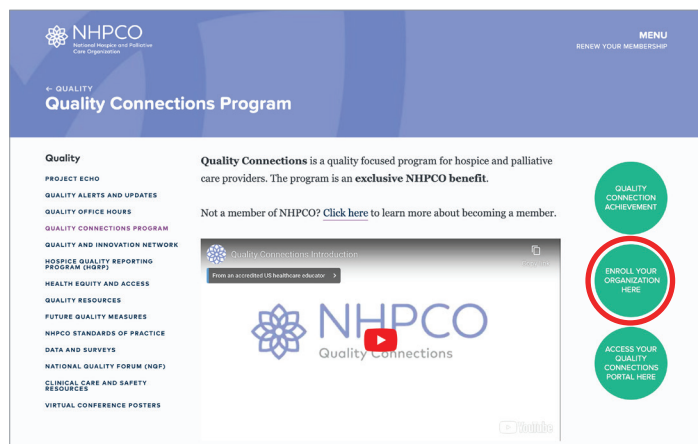 NHPCO
National Hospice and Palliative
Care Organization
MENU
RENEW YOUR MEMBERSHIP
← QUALITY
Quality Connections Program
Quality
PROJECT ECHO
QUALITY ALERTS AND UPDATES
QUALITY OFFICE HOURS
QUALITY CONNECTIONS PROGRAM
QUALITY AND INNOVATION NETWORK
HOSPICE QUALITY REPORTING
PROGRAM (HQRP)
HEALTH EQUITY AND ACCESS
QUALITY RESOURCES
FUTURE QUALITY MEASURES
NHPCO STANDARDS OF PRACTICE
DATA AND SURVEYS
NATIONAL QUALITY FORUM (NQF)
CLINICAL CARE AND SAFETY
RESOURCES
VIRTUAL CONFERENCE POSTERS
Quality Connections is a quality focused program for hospice and palliative
care providers. The program is an exclusive NHPCO benefit.
Not a member of NHPCO? Click here to learn more about becoming a member.
Quality Connections Introduction
From an accredited US healthcare educator >
NHPCO
Quality Connections
YouTube
QUALITY
CONNECTION
ACHIEVEMENT
ENROLL YOUR
ORGANIZATION
HERE
ACCESS YOUR
QUALITY
CONNECTIONS
PORTAL HERE